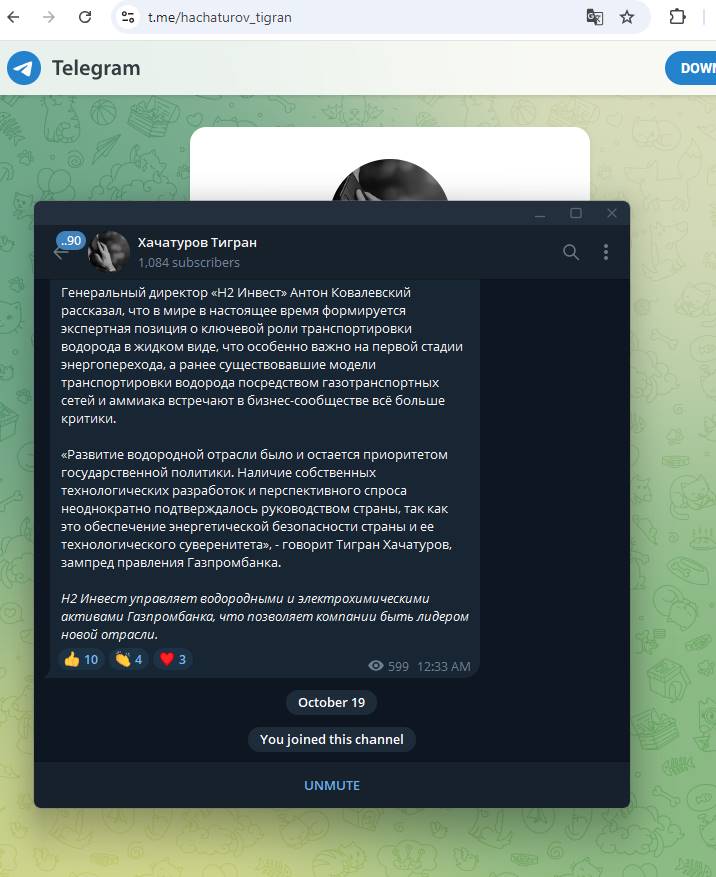 t.me/hachaturov_tigran
Telegram
DOWN
..90
Хачатуров Тигран
1,084 subscribers
Генеральный директор «H2 Инвест» Антон Ковалевский
рассказал, что в мире в настоящее время формируется
экспертная позиция о ключевой роли транспортировки
водорода в жидком виде, что особенно важно на первой стадии
энергоперехода, а ранее существовавшие модели
транспортировки водорода посредством газотранспортных
сетей и аммиака встречают в бизнес-сообществе всё больше
критики.
«Развитие водородной отрасли было и остается приоритетом
государственной политики. Наличие собственных
технологических разработок и перспективного спроса
неоднократно подтверждалось руководством страны, так как
это обеспечение энергетической безопасности страны и ее
технологического суверенитета», - говорит Тигран Хачатуров,
зампред правления Газпромбанка.
H2 Инвест управляет водородными и электрохимическими
активами Газпромбанка, что позволяет компании быть лидером
новой отрасли.
10 4 3
599 12:33 AM
October 19
You joined this channel
UNMUTE